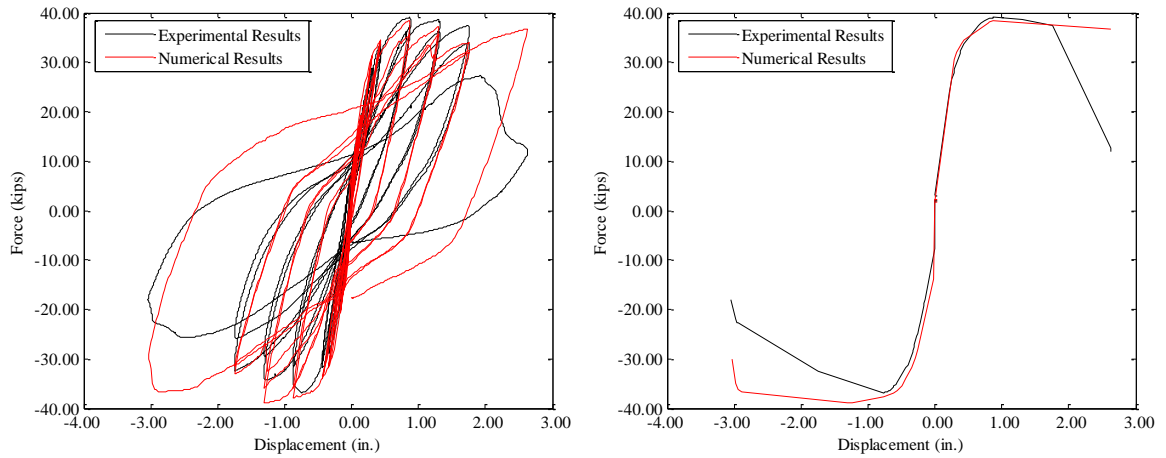 40.00
30.00
20.00
10.00
0.00
-10.00
-20.00
-30.00
-40.00
Force (kips)
Experimental Results
Numerical Results
-4.00 -3.00 -2.00 -1.00 0.00 1.00 2.00 3.00
Displacement (in.)
40.00
30.00
20.00
10.00
0.00
-10.00
-20.00
-30.00
-40.00
Force (kips)
Experimental Results
Numerical Results
-4.00 -3.00 -2.00 -1.00 0.00 1.00 2.00 3.00
Displacement (in.)